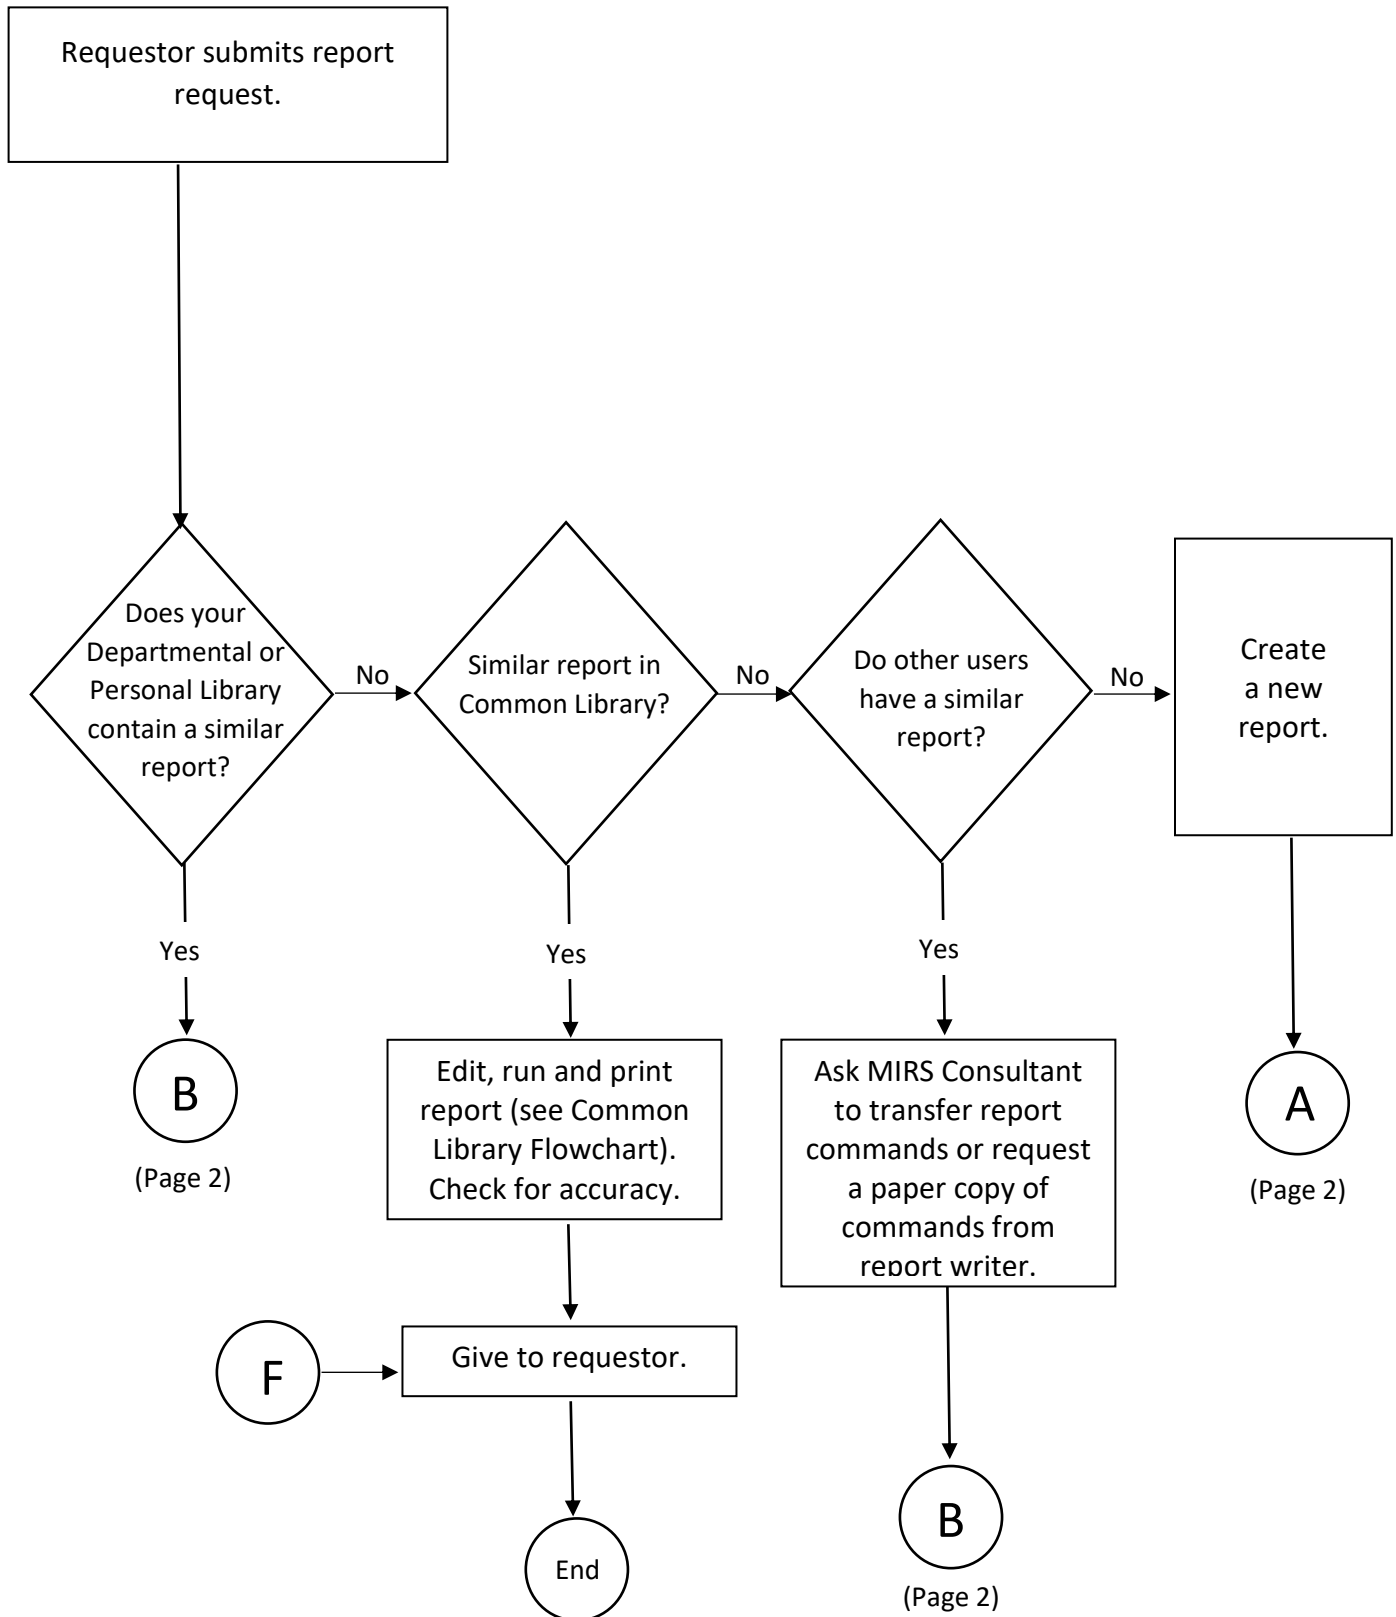 Requestor submits report
request.
Does your
Departmental or
Personal Library
contain a similar
report?
No
Similar report in
Common Library?
No
Do other users
have a similar
report?
No
Create
a new
report.
Yes
Yes
Yes
B
(Page 2)
Edit, run and print
report (see Common
Library Flowchart).
Check for accuracy.
Ask MIRS Consultant
to transfer report
commands or request
a paper copy of
commands from
report writer.
A
(Page 2)
F
Give to requestor.
End
B
(Page 2)